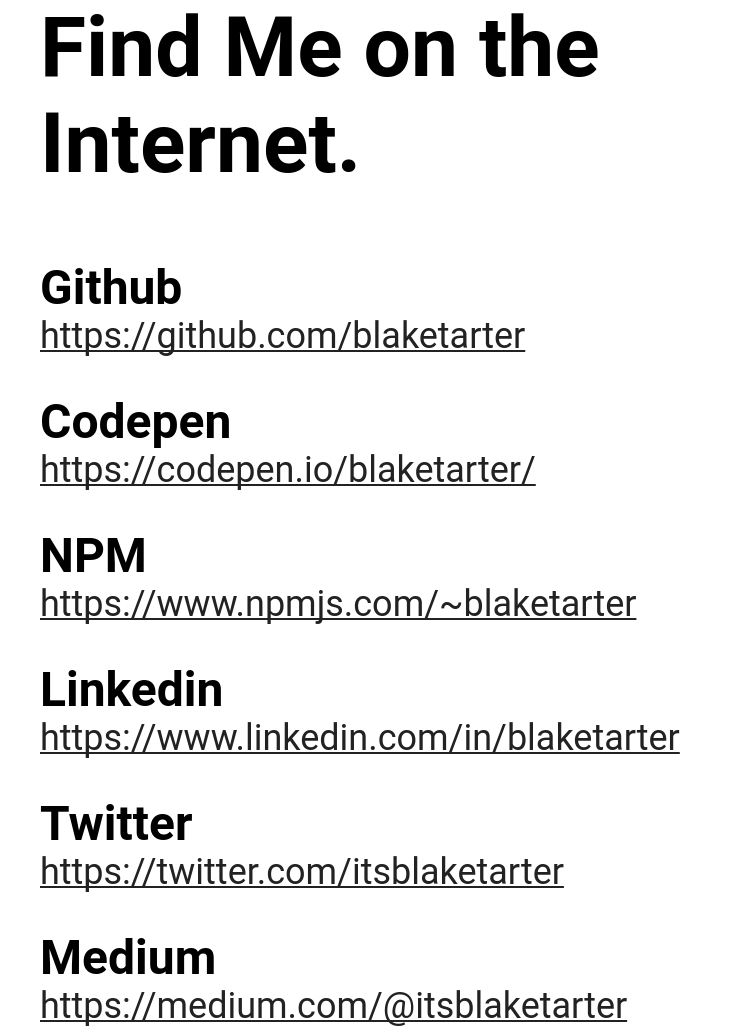 Find Me on the
Internet.
Github
https://github.com/blaketarter
Codepen
https://codepen.io/blaketarter/
NPM
https://www.npmjs.com/~blaketarter
Linkedin
https://www.linkedin.com/in/blaketarter
Twitter
https://twitter.com/itsblaketarter
Medium
https://medium.com/@itsblaketarter